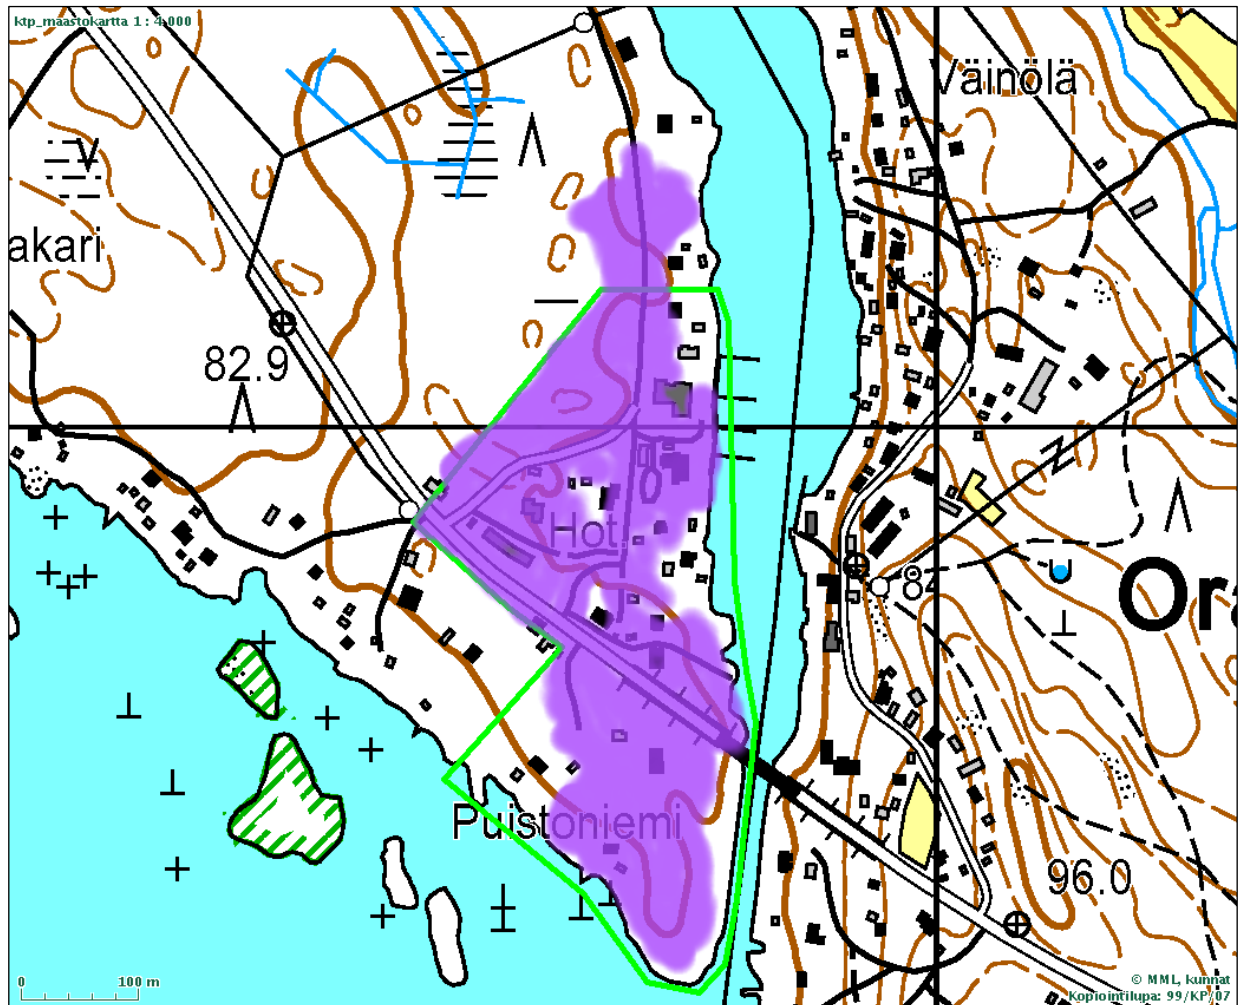 ktp_maastokartta 1 : 4 000
Väinölä
akari
82.9
Hot.
84
Ora
Puistoniemi
96.0
0 100 m
© MML, kunnat
Kopiointilupa: 99/KP/07